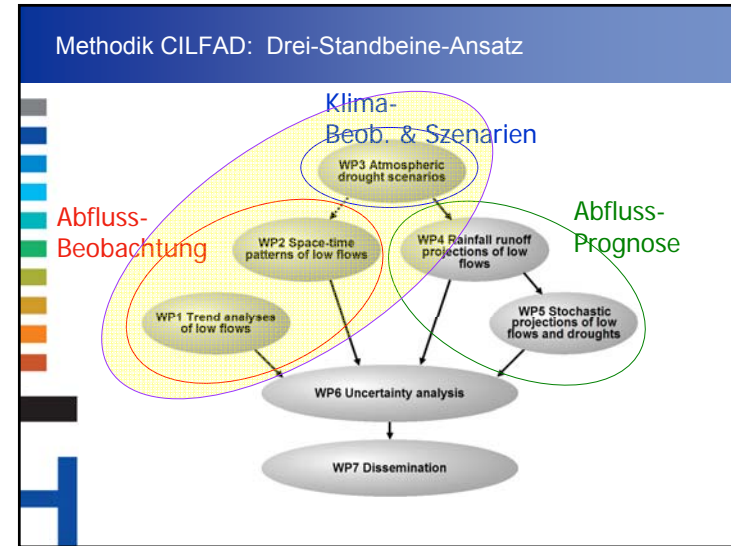 Methodik CILFAD: Drei-Standbeine-Ansatz
Klima-
Beob. & Szenarien
WP3 Atmospheric
drought scenarios
Abfluss-
Beobachtung
Abfluss-
Prognose
WP2 Space-time
patterns of low flows
WP4 Rainfall runoff
projections of low
flows
WP1 Trend analyses
of low flows
WP5 Stochastic
projections of low
flows and droughts
WP6 Uncertainty analysis
WP7 Dissemination